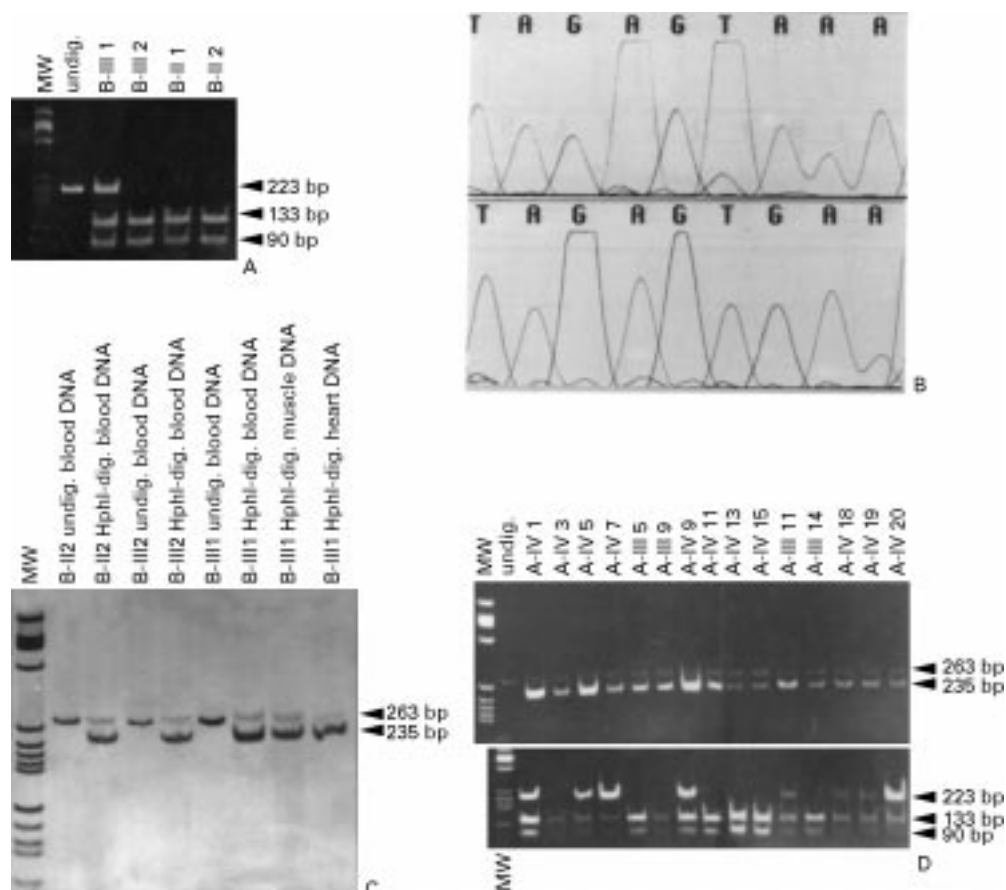 MW
undig.
B-III 1
B-III 2
B-II 1
B-II 2
223 bp
133 bp
90 bp
A
T A G A G T A A A
T A G A G T G A A
B
MW
B-II2 undig. blood DNA
B-II2 HphI-dig. blood DNA
B-III2 undig. blood DNA
B-III2 HphI-dig. blood DNA
B-III1 undig. blood DNA
B-III1 HphI-dig. blood DNA
B-III1 HphI-dig. muscle DNA
B-III1 HphI-dig, heart DNA
263 bp
235 bp
C
MW
undig.
A-IV 1
A-IV 3
A-IV 5
A-IV 7
A-III 5
A-III 9
A-IV 9
A-IV 11
A-IV 13
A-IV 15
A-III 11
A-III 14
A-IV 18
A-IV 19
A-IV 20
263 bp
235 bp
223 bp
133 bp
90 bp
MW
D